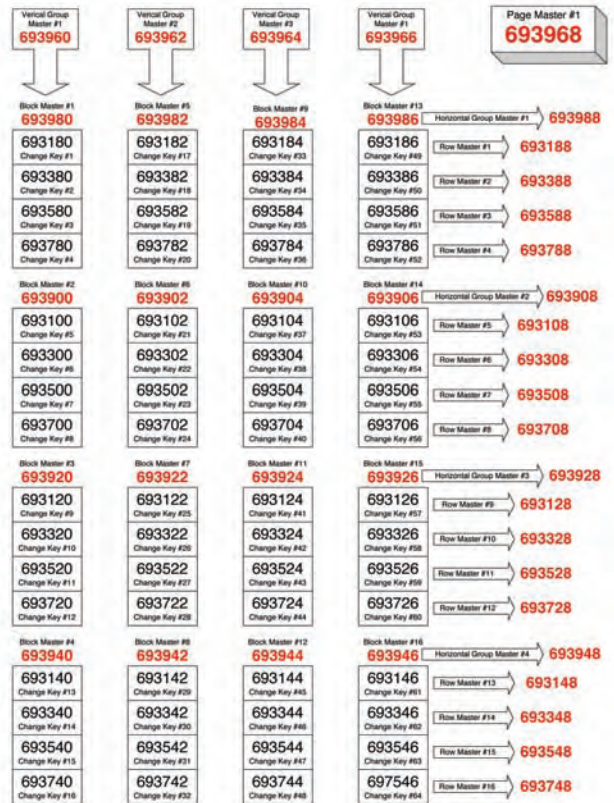 Verical Group
Master #1
693960
Verical Group
Master #2
693962
Verical Group
Master #3
693964
Verical Group
Master #1
693966
Page Master #1
693968
Block Master #1
693980
Block Master #5
693982
Block Master #9
693984
Block Master #13
693986
Horizontal Group Master #1
693988
693180
Change Key #1
693182
Change Key #17
693184
Change Key #33
693186
Change Key #49
Row Master #1
693188
693380
Change Key #2
693382
Change Key #18
693384
Change Key #34
693386
Change Key #50
Row Master #2
693388
693580
Change Key #3
693582
Change Key #19
693584
Change Key #35
693586
Change Key #51
Row Master #3
693588
693780
Change Key #4
693782
Change Key #20
693784
Change Key #36
693786
Change Key #52
Row Master #4
693788
Block Master #2
693900
Block Master #6
693902
Block Master #10
693904
Block Master #14
693906
Horizontal Group Master #2
693908
693100
Change Key #5
693102
Change Key #21
693104
Change Key #37
693106
Change Key #53
Row Master #5
693108
693300
Change Key #6
693302
Change Key #22
693304
Change Key #38
693306
Change Key #54
Row Master #6
693308
693500
Change Key #7
693502
Change Key #23
693504
Change Key #39
693506
Change Key #55
Row Master #7
693508
693700
Change Key #8
693702
Change Key #24
693704
Change Key #40
693706
Change Key #56
Row Master #8
693708
Block Master #3
693920
Block Master #7
693922
Block Master #11
693924
Block Master #15
693926
Horizontal Group Master #3
693928
693120
Change Key #9
693122
Change Key #25
693124
Change Key #41
693126
Change Key #57
Row Master #9
693128
693320
Change Key #10
693322
Change Key #26
693324
Change Key #42
693326
Change Key #58
Row Master #10
693328
693520
Change Key #11
693522
Change Key #27
693524
Change Key #43
693526
Change Key #59
Row Master #11
693528
693720
Change Key #12
693722
Change Key #28
693724
Change Key #44
693726
Change Key #60
Row Master #12
693728
Block Master #4
693940
Block Master #8
693942
Block Master #12
693944
Block Master #16
693946
Horizontal Group Master #4
693948
693140
Change Key #13
693142
Change Key #29
693144
Change Key #45
693146
Change Key #61
Row Master #13
693148
693340
Change Key #14
693342
Change Key #30
693344
Change Key #46
693346
Change Key #62
Row Master #14
693348
693540
Change Key #15
693542
Change Key #31
693544
Change Key #47
693546
Change Key #63
Row Master #15
693548
693740
Change Key #16
693742
Change Key #32
693744
Change Key #48
697546
Change Key #64
Row Master #16
693748